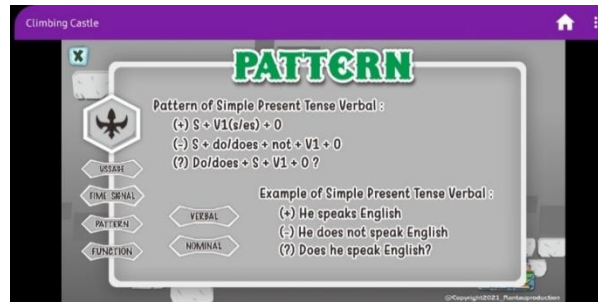 Climbing Castle
X
PATTERN
Pattern of Simple Present Tense Verbal :
(+) S + V1(s/es) + O
(-) S + do/does + not + V1 + O
(?) Do/does + S + V1 + O ?
USSAGE
TIME SIGNAL
PATTERN
FUNCTION
VERBAL
NOMINAL
Example of Simple Present Tense Verbal :
(+) He speaks English
(-) He does not speak English
(?) Does he speak English?
©Copyright2021_Mantauproduction